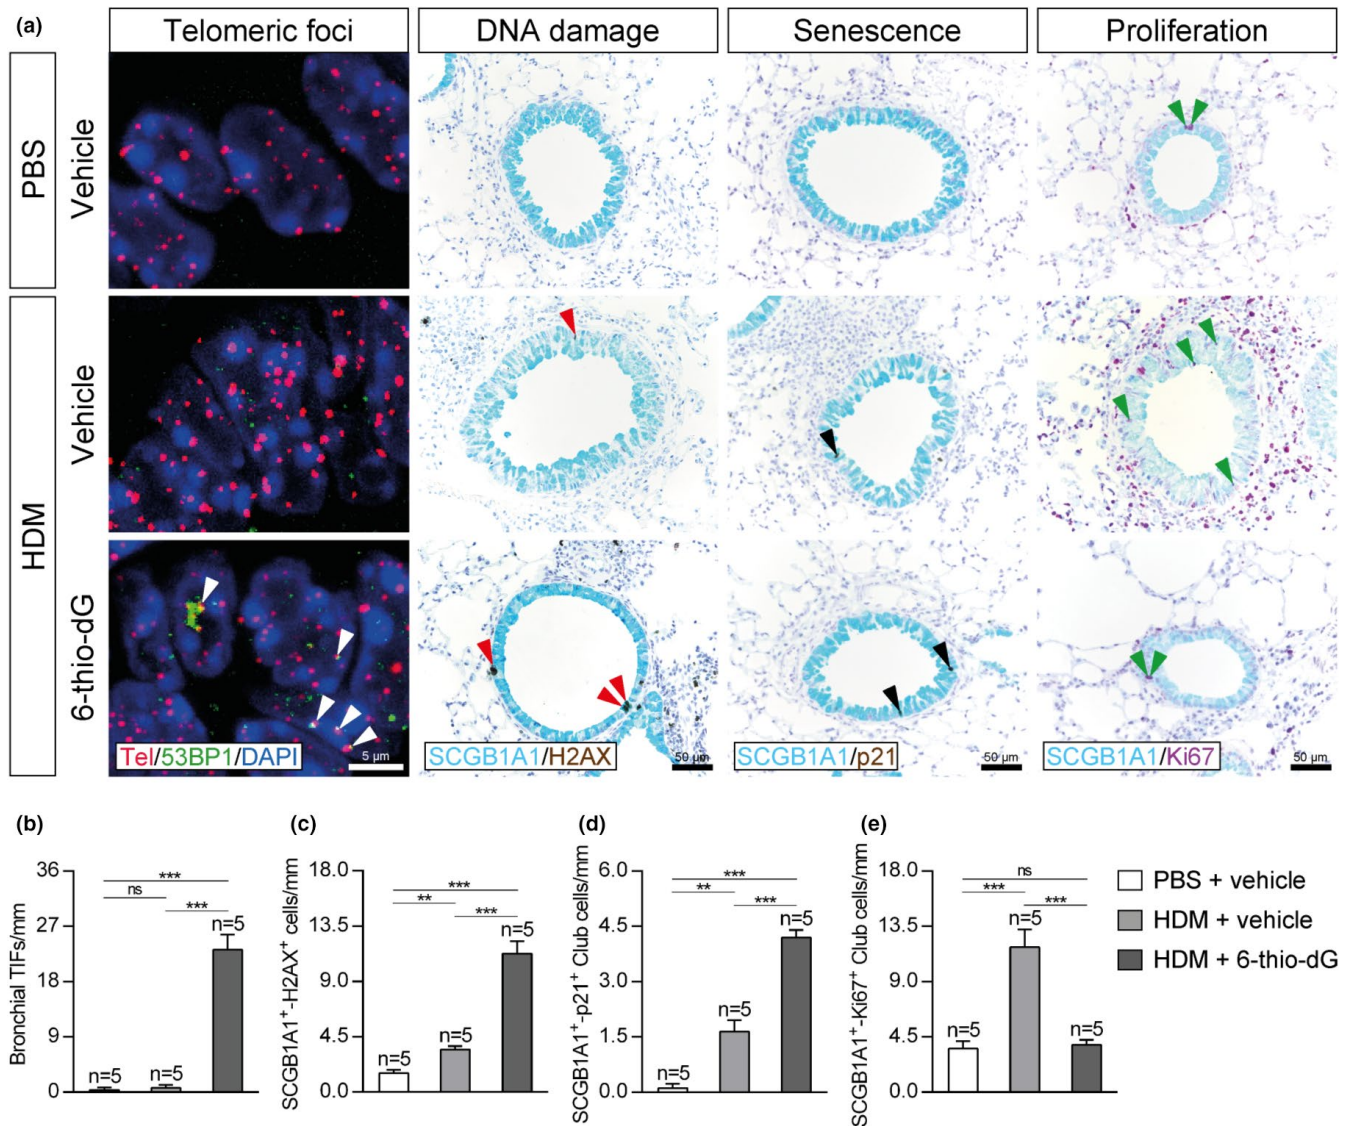 (a)
Telomeric foci
DNA damage
Senescence
Proliferation
PBS
Vehicle
HDM
Vehicle
6-thio-dG
Tel/53BP1/DAPI
5 µm
SCGB1A1/H2AX
50 µm
SCGB1A1/p21
50 µm
SCGB1A1/Ki67
50 µm
(b)
Bronchial TIFs/mm
36
27
18
9
0
***
ns
***
n=5
n=5
n=5
(c)
SCGB1A1⁺-H2AX⁺ cells/mm
18.0
13.5
9.0
4.5
0.0
***
**
***
n=5
n=5
n=5
(d)
SCGB1A1⁺-p21⁺ Club cells/mm
6.0
4.5
3.0
1.5
0.0
***
**
***
n=5
n=5
n=5
(e)
SCGB1A1⁺-Ki67⁺ Club cells/mm
18.0
13.5
9.0
4.5
0.0
ns
***
***
n=5
n=5
n=5
PBS + vehicle
HDM + vehicle
HDM + 6-thio-dG